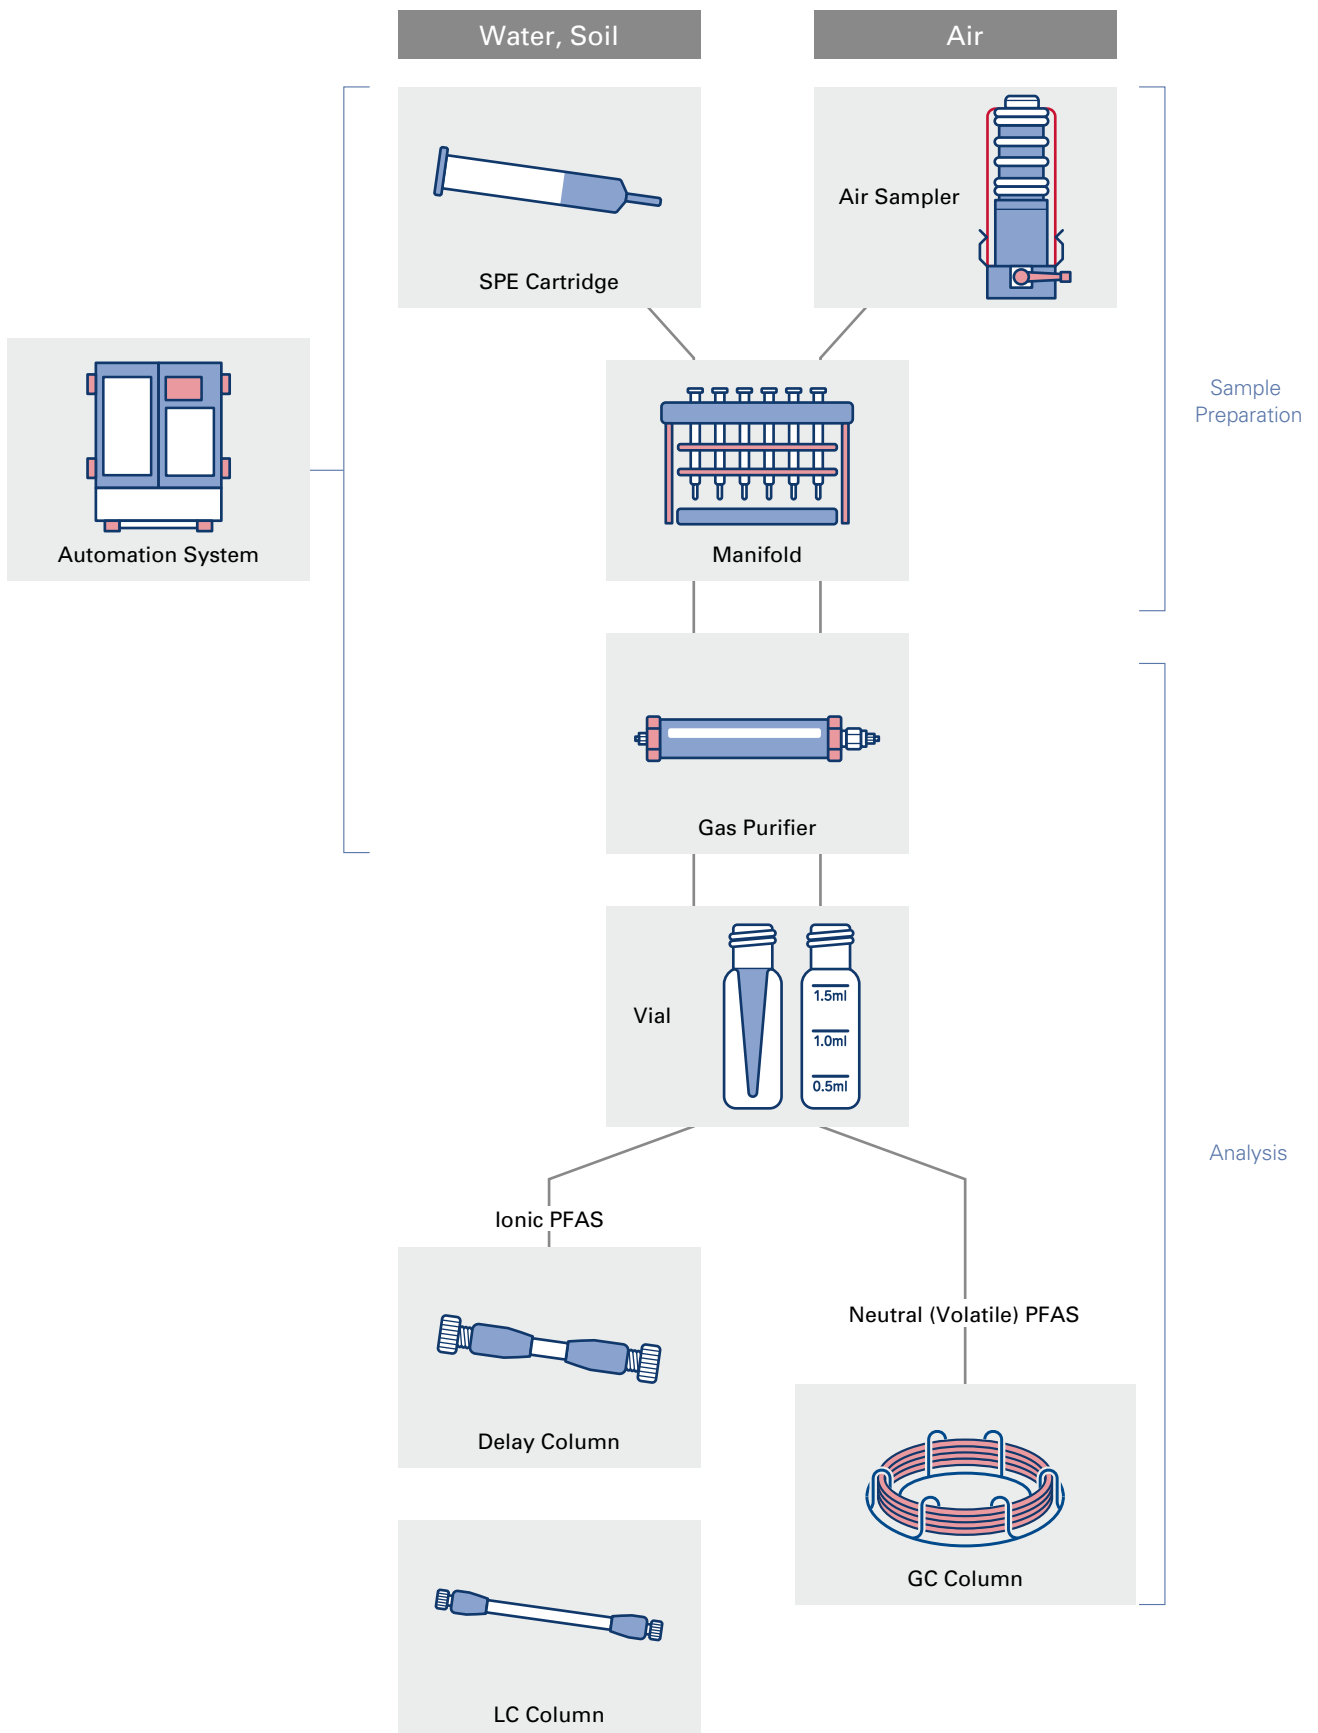 Water, Soil
Air
SPE Cartridge
Air Sampler
Automation System
Manifold
Sample
Preparation
Gas Purifier
Vial
1.5ml
1.0ml
0.5ml
Analysis
Ionic PFAS
Neutral (Volatile) PFAS
Delay Column
GC Column
LC Column